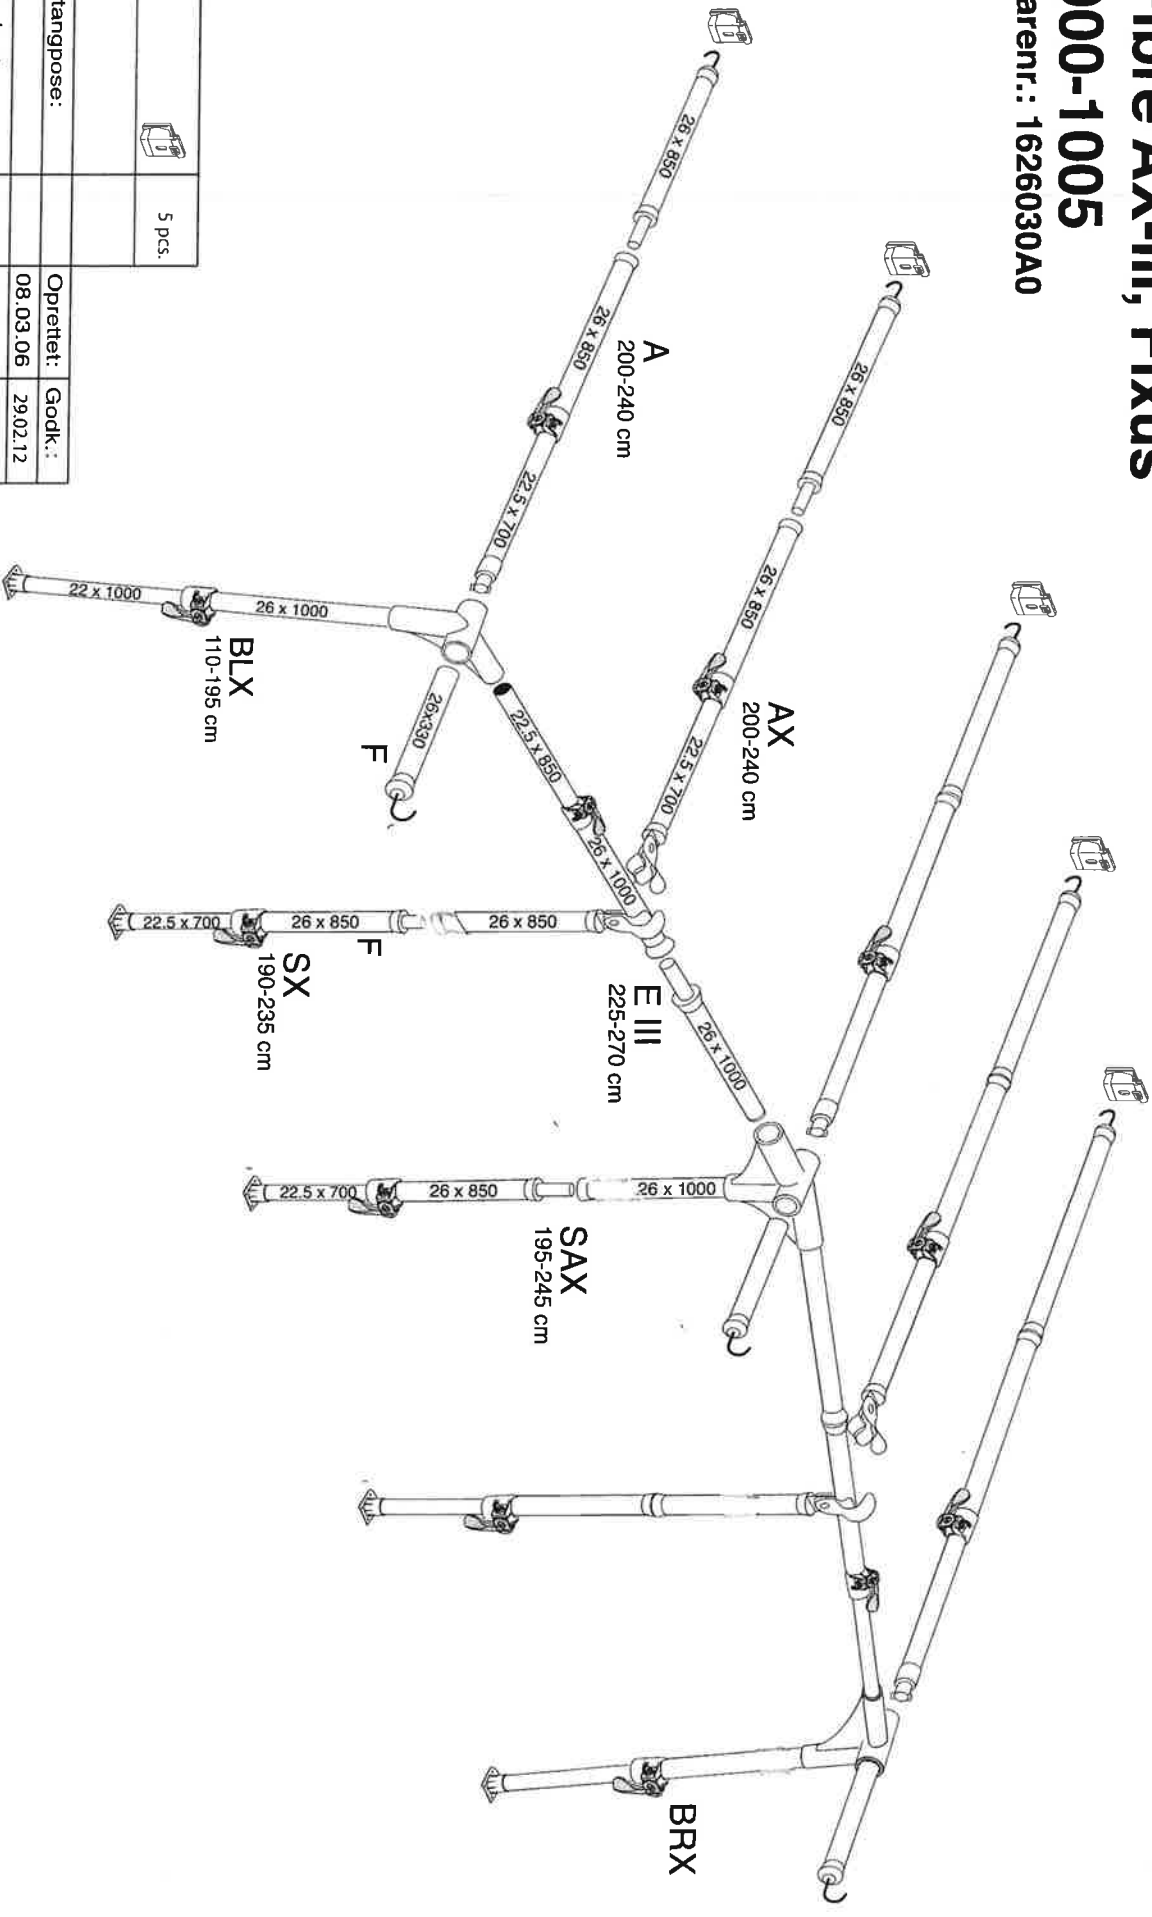 ibre AX-III, Fixus
000-1005
arenr.: 1626030A0
26 x 850
26 x 850
A
200-240 cm
22.5 x 700
26 x 850
26 x 850
AX
200-240 cm
22.5 x 700
22 x 1000
26 x 1000
BLX
110-195 cm
26x330
F
22.5 x 850
26 x 1000
E III
225-270 cm
26 x 1000
22.5 x 700
26 x 850
F
26 x 850
SX
190-235 cm
22.5 x 700
26 x 850
26 x 1000
SAX
195-245 cm
BRX
5 pcs.
tangpose:
Oprettet: Godk.:
08.03.06 29.02.12